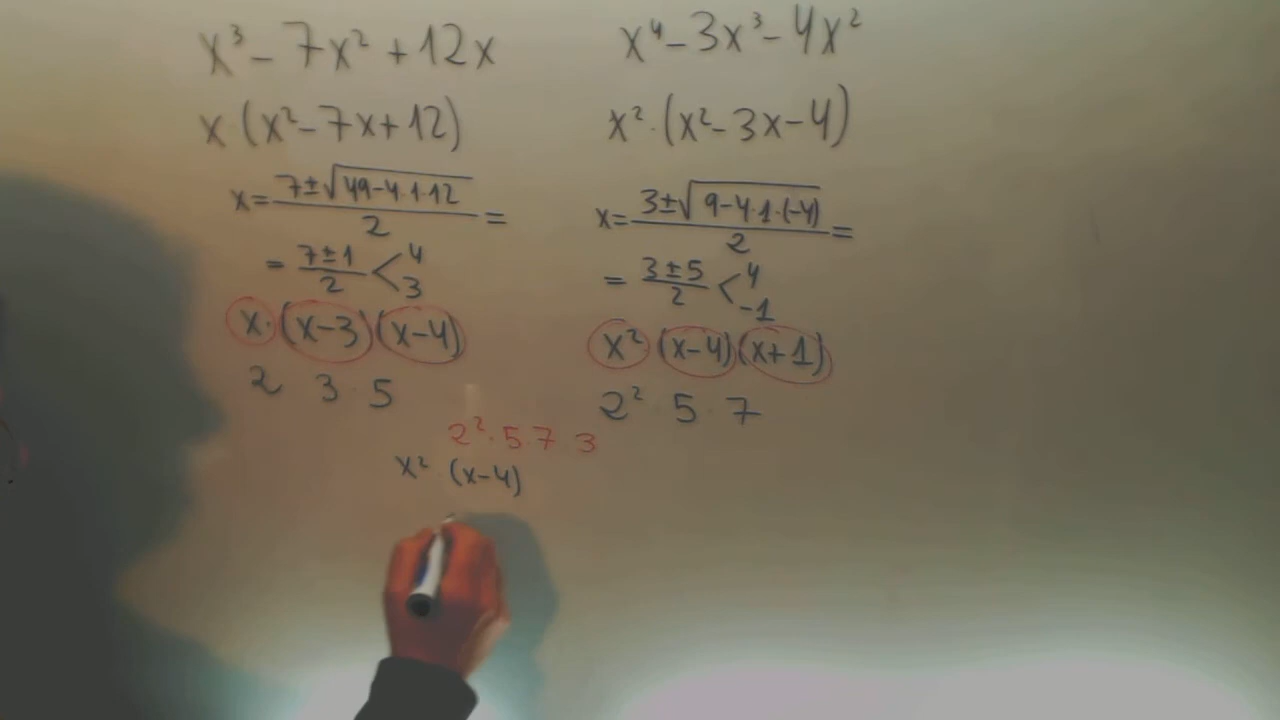 x³ - 7x² + 12x
x (x² - 7x + 12)
x = (7 ± √(49 - 4·1·12))/2 =
= (7 ± 1)/2 < 4 3
x · (x - 3) (x - 4)
2 3 · 5
x⁴ - 3x³ - 4x²
x² · (x² - 3x - 4)
x = (3 ± √(9 - 4·1·(-4)))/2 =
= (3 ± 5)/2 < 4 -1
x² (x - 4) (x + 1)
2² 5 7
2² · 5 · 7 · 3
x² (x - 4)